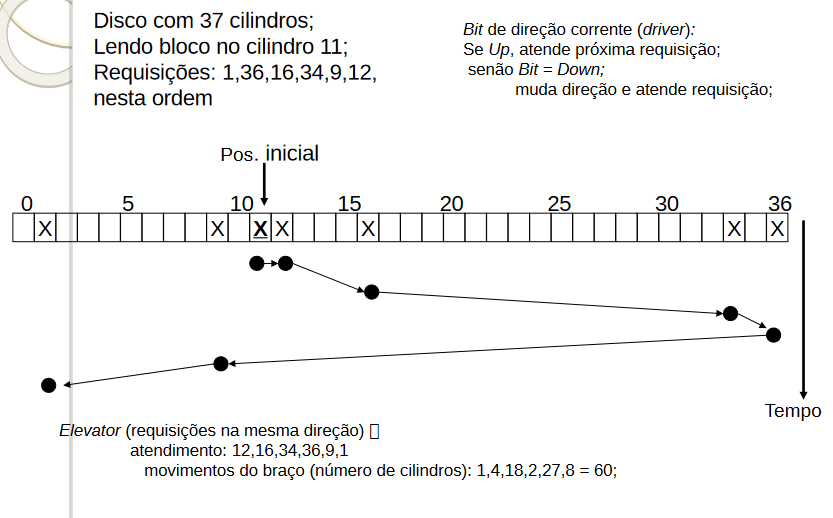 Disco com 37 cilindros;
Lendo bloco no cilindro 11;
Requisições: 1,36,16,34,9,12,
nesta ordem
Bit de direção corrente (driver):
Se Up, atende próxima requisição;
senão Bit = Down;
muda direção e atende requisição;
Pos. inicial
0 5 10 15 20 25 30 36
X X X X X X X
Tempo
Elevator (requisições na mesma direção) 
atendimento: 12,16,34,36,9,1
movimentos do braço (número de cilindros): 1,4,18,2,27,8 = 60;